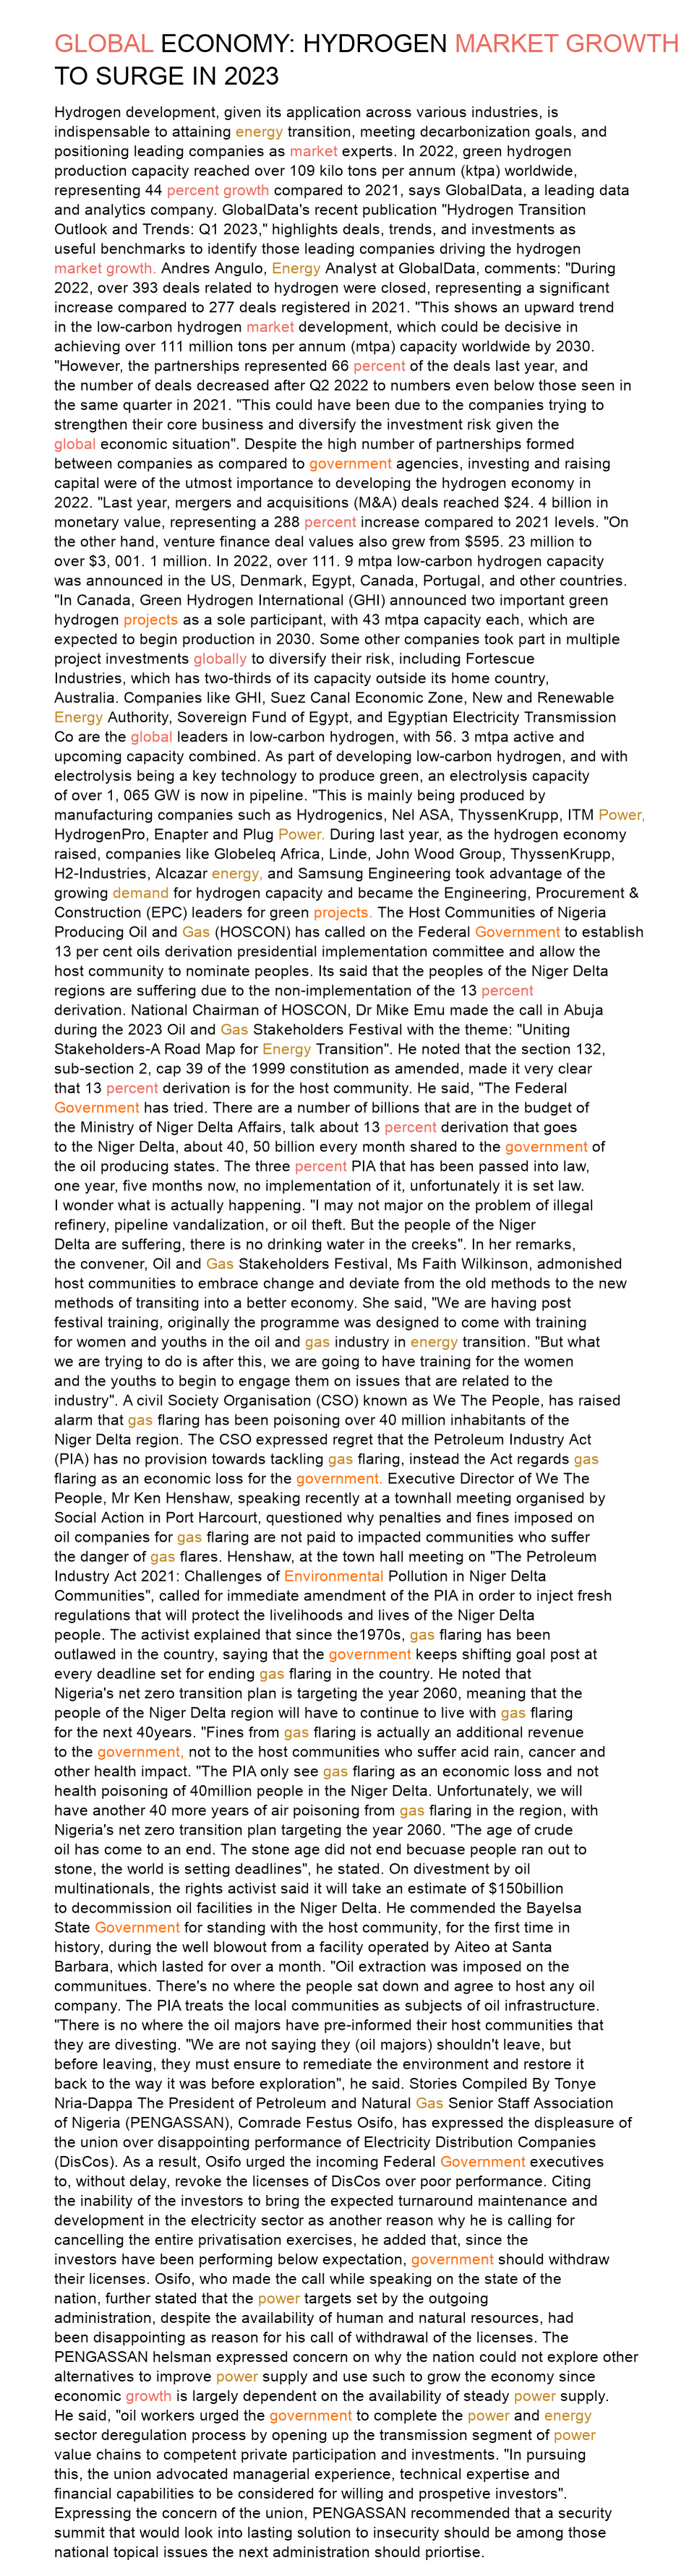 GLOBAL ECONOMY: HYDROGEN MARKET GROWTH
TO SURGE IN 2023
Hydrogen development, given its application across various industries, is
indispensable to attaining energy transition, meeting decarbonization goals, and
positioning leading companies as market experts. In 2022, green hydrogen
production capacity reached over 109 kilo tons per annum (ktpa) worldwide,
representing 44 percent growth compared to 2021, says GlobalData, a leading data
and analytics company. GlobalData's recent publication "Hydrogen Transition
Outlook and Trends: Q1 2023," highlights deals, trends, and investments as
useful benchmarks to identify those leading companies driving the hydrogen
market growth. Andres Angulo, Energy Analyst at GlobalData, comments: "During
2022, over 393 deals related to hydrogen were closed, representing a significant
increase compared to 277 deals registered in 2021. "This shows an upward trend
in the low-carbon hydrogen market development, which could be decisive in
achieving over 111 million tons per annum (mtpa) capacity worldwide by 2030.
"However, the partnerships represented 66 percent of the deals last year, and
the number of deals decreased after Q2 2022 to numbers even below those seen in
the same quarter in 2021. "This could have been due to the companies trying to
strengthen their core business and diversify the investment risk given the
global economic situation". Despite the high number of partnerships formed
between companies as compared to government agencies, investing and raising
capital were of the utmost importance to developing the hydrogen economy in
2022. "Last year, mergers and acquisitions (M&A) deals reached $24. 4 billion in
monetary value, representing a 288 percent increase compared to 2021 levels. "On
the other hand, venture finance deal values also grew from $595. 23 million to
over $3, 001. 1 million. In 2022, over 111. 9 mtpa low-carbon hydrogen capacity
was announced in the US, Denmark, Egypt, Canada, Portugal, and other countries.
"In Canada, Green Hydrogen International (GHI) announced two important green
hydrogen projects as a sole participant, with 43 mtpa capacity each, which are
expected to begin production in 2030. Some other companies took part in multiple
project investments globally to diversify their risk, including Fortescue
Industries, which has two-thirds of its capacity outside its home country,
Australia. Companies like GHI, Suez Canal Economic Zone, New and Renewable
Energy Authority, Sovereign Fund of Egypt, and Egyptian Electricity Transmission
Co are the global leaders in low-carbon hydrogen, with 56. 3 mtpa active and
upcoming capacity combined. As part of developing low-carbon hydrogen, and with
electrolysis being a key technology to produce green, an electrolysis capacity
of over 1, 065 GW is now in pipeline. "This is mainly being produced by
manufacturing companies such as Hydrogenics, Nel ASA, ThyssenKrupp, ITM Power,
HydrogenPro, Enapter and Plug Power. During last year, as the hydrogen economy
raised, companies like Globeleq Africa, Linde, John Wood Group, ThyssenKrupp,
H2-Industries, Alcazar energy, and Samsung Engineering took advantage of the
growing demand for hydrogen capacity and became the Engineering, Procurement &
Construction (EPC) leaders for green projects. The Host Communities of Nigeria
Producing Oil and Gas (HOSCON) has called on the Federal Government to establish
13 per cent oils derivation presidential implementation committee and allow the
host community to nominate peoples. Its said that the peoples of the Niger Delta
regions are suffering due to the non-implementation of the 13 percent
derivation. National Chairman of HOSCON, Dr Mike Emu made the call in Abuja
during the 2023 Oil and Gas Stakeholders Festival with the theme: "Uniting
Stakeholders-A Road Map for Energy Transition". He noted that the section 132,
sub-section 2, cap 39 of the 1999 constitution as amended, made it very clear
that 13 percent derivation is for the host community. He said, "The Federal
Government has tried. There are a number of billions that are in the budget of
the Ministry of Niger Delta Affairs, talk about 13 percent derivation that goes
to the Niger Delta, about 40, 50 billion every month shared to the government of
the oil producing states. The three percent PIA that has been passed into law,
one year, five months now, no implementation of it, unfortunately it is set law.
I wonder what is actually happening. "I may not major on the problem of illegal
refinery, pipeline vandalization, or oil theft. But the people of the Niger
Delta are suffering, there is no drinking water in the creeks". In her remarks,
the convener, Oil and Gas Stakeholders Festival, Ms Faith Wilkinson, admonished
host communities to embrace change and deviate from the old methods to the new
methods of transiting into a better economy. She said, "We are having post
festival training, originally the programme was designed to come with training
for women and youths in the oil and gas industry in energy transition. "But what
we are trying to do is after this, we are going to have training for the women
and the youths to begin to engage them on issues that are related to the
industry". A civil Society Organisation (CSO) known as We The People, has raised
alarm that gas flaring has been poisoning over 40 million inhabitants of the
Niger Delta region. The CSO expressed regret that the Petroleum Industry Act
(PIA) has no provision towards tackling gas flaring, instead the Act regards gas
flaring as an economic loss for the government. Executive Director of We The
People, Mr Ken Henshaw, speaking recently at a townhall meeting organised by
Social Action in Port Harcourt, questioned why penalties and fines imposed on
oil companies for gas flaring are not paid to impacted communities who suffer
the danger of gas flares. Henshaw, at the town hall meeting on "The Petroleum
Industry Act 2021: Challenges of Environmental Pollution in Niger Delta
Communities", called for immediate amendment of the PIA in order to inject fresh
regulations that will protect the livelihoods and lives of the Niger Delta
people. The activist explained that since the1970s, gas flaring has been
outlawed in the country, saying that the government keeps shifting goal post at
every deadline set for ending gas flaring in the country. He noted that
Nigeria's net zero transition plan is targeting the year 2060, meaning that the
people of the Niger Delta region will have to continue to live with gas flaring
for the next 40years. "Fines from gas flaring is actually an additional revenue
to the government, not to the host communities who suffer acid rain, cancer and
other health impact. "The PIA only see gas flaring as an economic loss and not
health poisoning of 40million people in the Niger Delta. Unfortunately, we will
have another 40 more years of air poisoning from gas flaring in the region, with
Nigeria's net zero transition plan targeting the year 2060. "The age of crude
oil has come to an end. The stone age did not end becuase people ran out to
stone, the world is setting deadlines", he stated. On divestment by oil
multinationals, the rights activist said it will take an estimate of $150billion
to decommission oil facilities in the Niger Delta. He commended the Bayelsa
State Government for standing with the host community, for the first time in
history, during the well blowout from a facility operated by Aiteo at Santa
Barbara, which lasted for over a month. "Oil extraction was imposed on the
communitues. There's no where the people sat down and agree to host any oil
company. The PIA treats the local communities as subjects of oil infrastructure.
"There is no where the oil majors have pre-informed their host communities that
they are divesting. "We are not saying they (oil majors) shouldn't leave, but
before leaving, they must ensure to remediate the environment and restore it
back to the way it was before exploration", he said. Stories Compiled By Tonye
Nria-Dappa The President of Petroleum and Natural Gas Senior Staff Association
of Nigeria (PENGASSAN), Comrade Festus Osifo, has expressed the displeasure of
the union over disappointing performance of Electricity Distribution Companies
(DisCos). As a result, Osifo urged the incoming Federal Government executives
to, without delay, revoke the licenses of DisCos over poor performance. Citing
the inability of the investors to bring the expected turnaround maintenance and
development in the electricity sector as another reason why he is calling for
cancelling the entire privatisation exercises, he added that, since the
investors have been performing below expectation, government should withdraw
their licenses. Osifo, who made the call while speaking on the state of the
nation, further stated that the power targets set by the outgoing
administration, despite the availability of human and natural resources, had
been disappointing as reason for his call of withdrawal of the licenses. The
PENGASSAN helsman expressed concern on why the nation could not explore other
alternatives to improve power supply and use such to grow the economy since
economic growth is largely dependent on the availability of steady power supply.
He said, "oil workers urged the government to complete the power and energy
sector deregulation process by opening up the transmission segment of power
value chains to competent private participation and investments. "In pursuing
this, the union advocated managerial experience, technical expertise and
financial capabilities to be considered for willing and prospetive investors".
Expressing the concern of the union, PENGASSAN recommended that a security
summit that would look into lasting solution to insecurity should be among those
national topical issues the next administration should priortise.